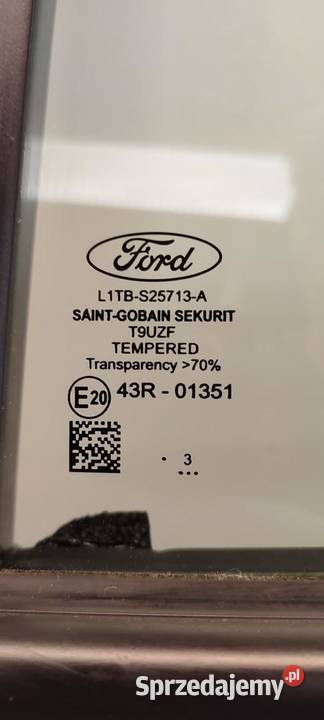 Ford
L1TB-S25713-A
SAINT-GOBAIN SEKURIT
T9UZF
TEMPERED
Transparency >70%
E20 43R - 01351
. 3
...
Sprzedajemy.pl